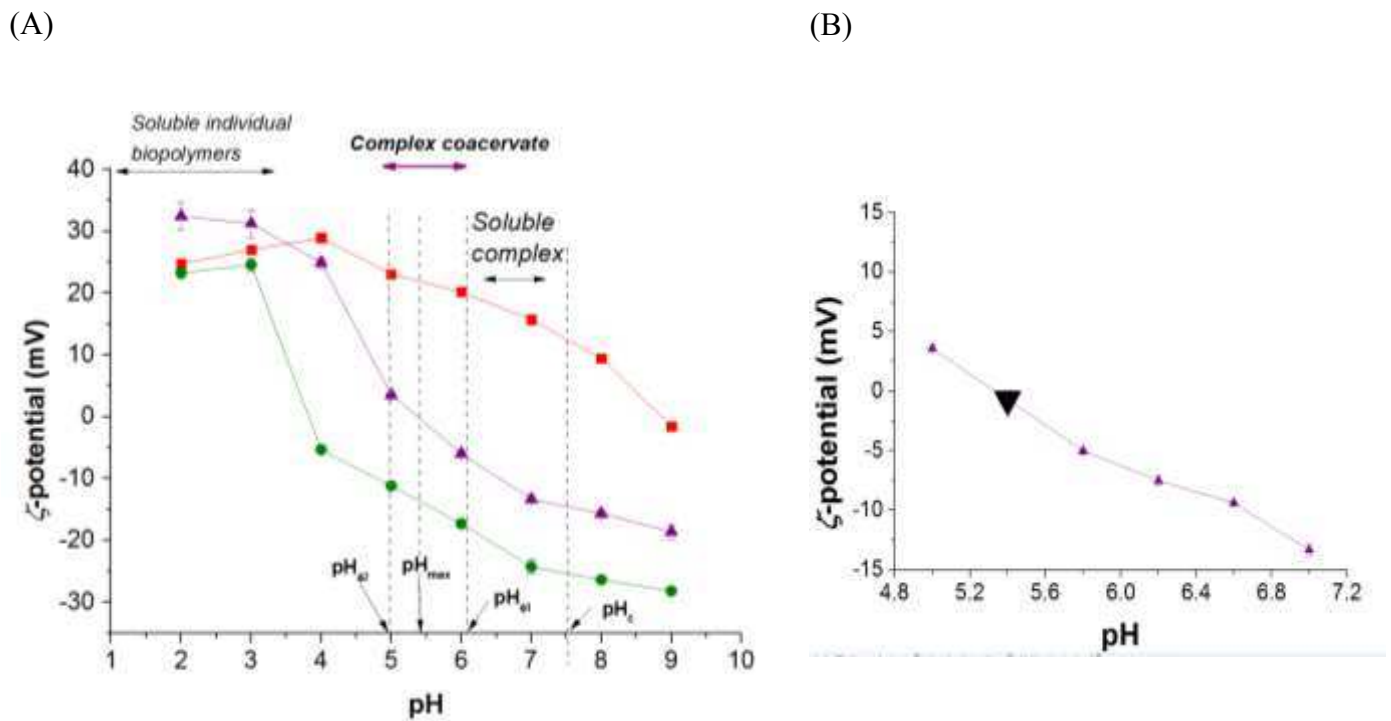 (A)
(B)
Soluble individual
biopolymers
Complex coacervate
Soluble
complex
40
30
20
10
0
-10
-20
-30
ζ-potential (mV)
pHφ2
pHmax
pHφ1
pHc
1 2 3 4 5 6 7 8 9 10
pH
15
10
5
0
-5
-10
-15
ζ-potential (mV)
4.8 5.2 5.6 6.0 6.4 6.8 7.2
pH